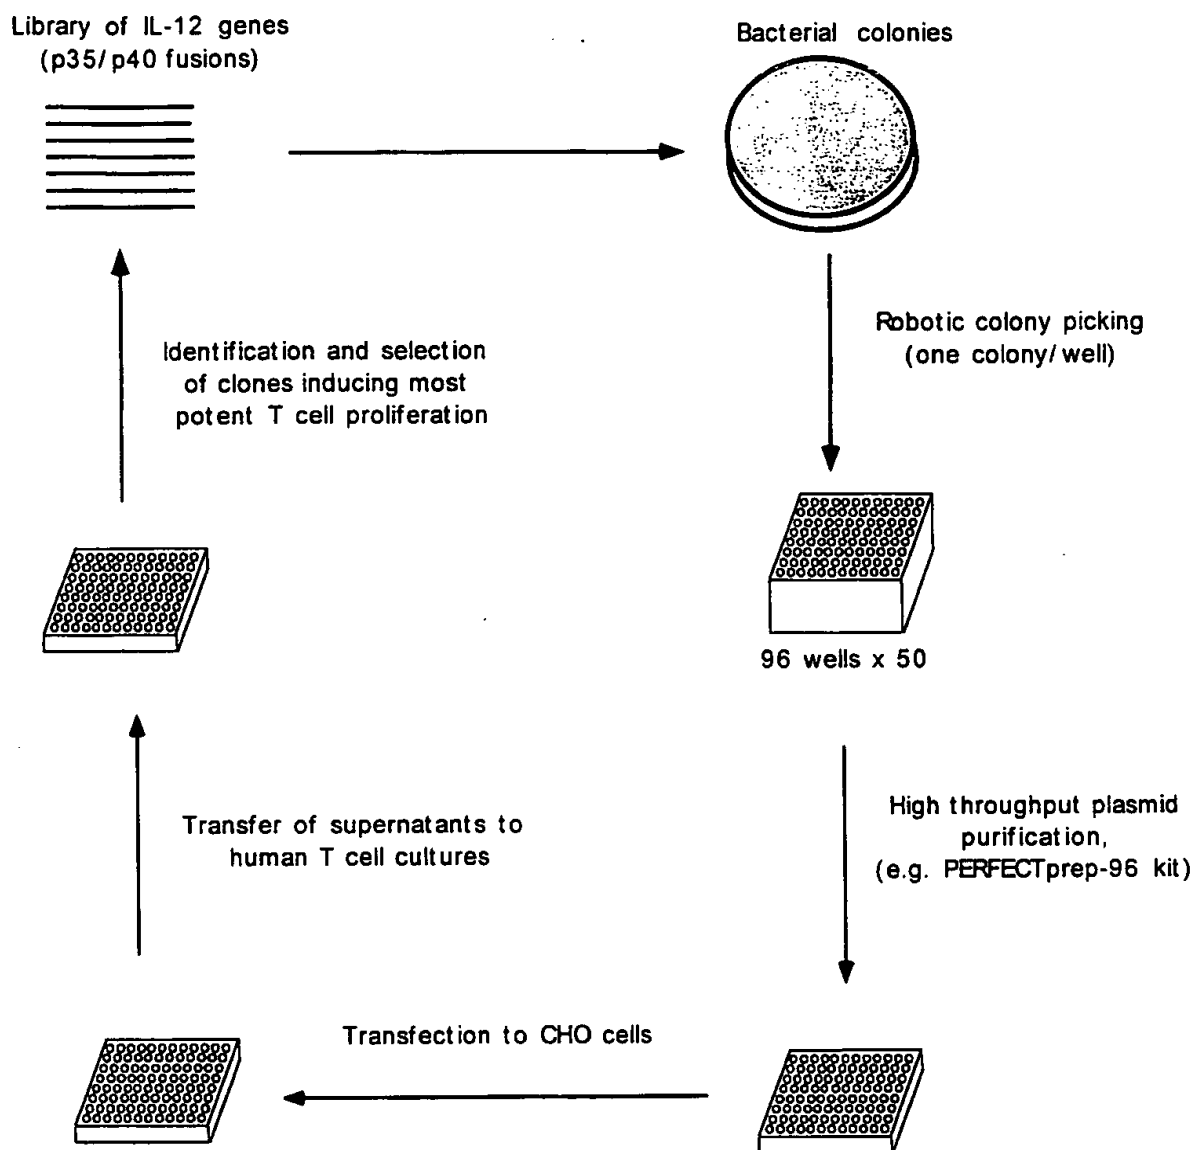 Library of IL-12 genes
(p35/p40 fusions)
Bacterial colonies
Robotic colony picking
(one colony/well)
Identification and selection
of clones inducing most
potent T cell proliferation
96 wells x 50
High throughput plasmid
purification,
(e.g. PERFECTprep-96 kit)
Transfer of supernatants to
human T cell cultures
Transfection to CHO cells